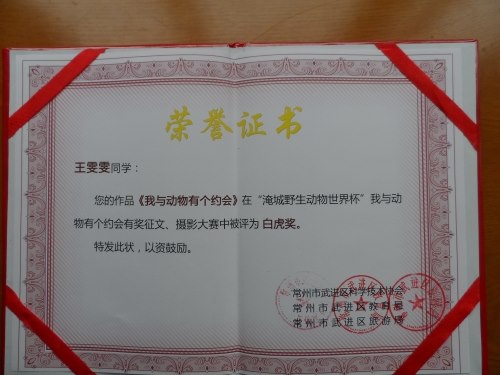 荣誉证书
王雯雯同学：
您的作品《我与动物有个约会》在“淹城野生动物世界杯”我与动
物有个约会有奖征文、摄影大赛中被评为 白虎奖。
特发此状，以资鼓励。
常州市武进区科学技术协会
常州市武进区教育局
常州市武进区旅游局